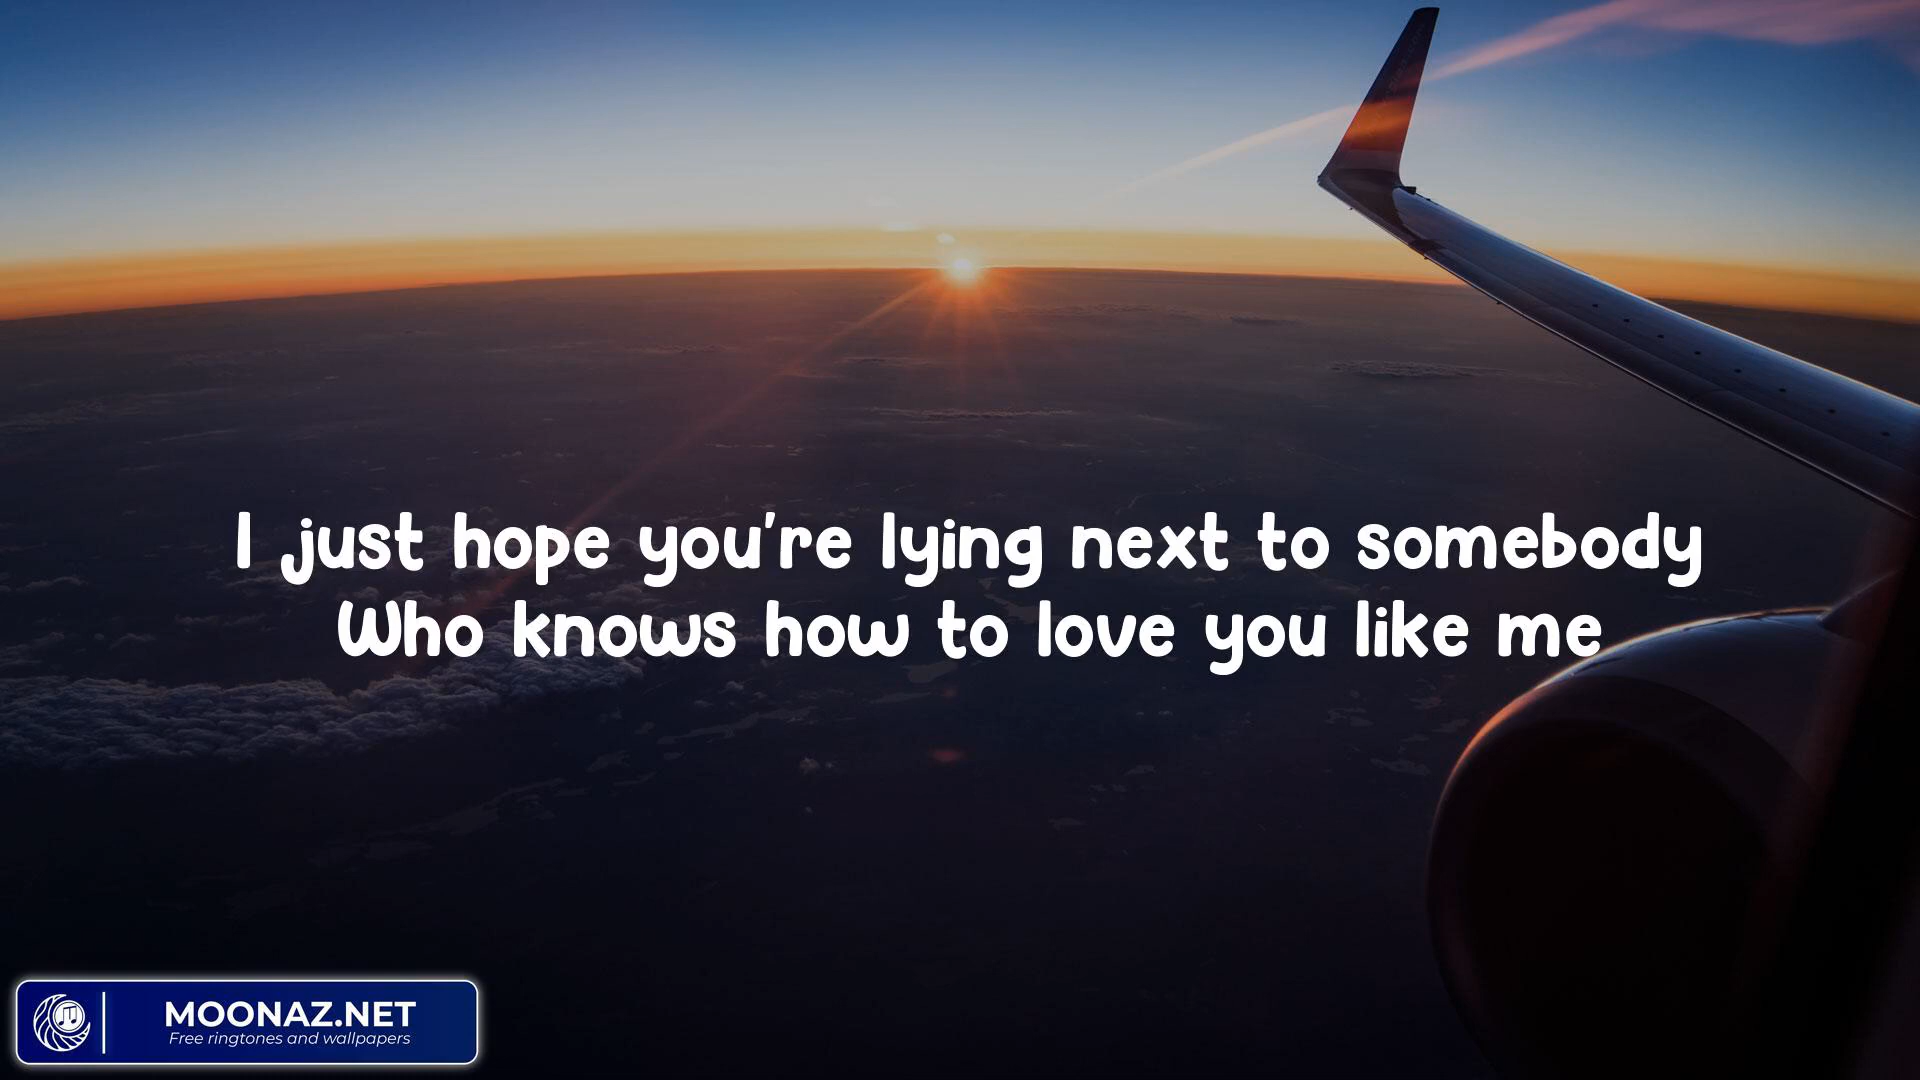 I just hope you're lying next to somebody
Who knows how to love you like me
MOONAZ.NET
Free ringtones and wallpapers